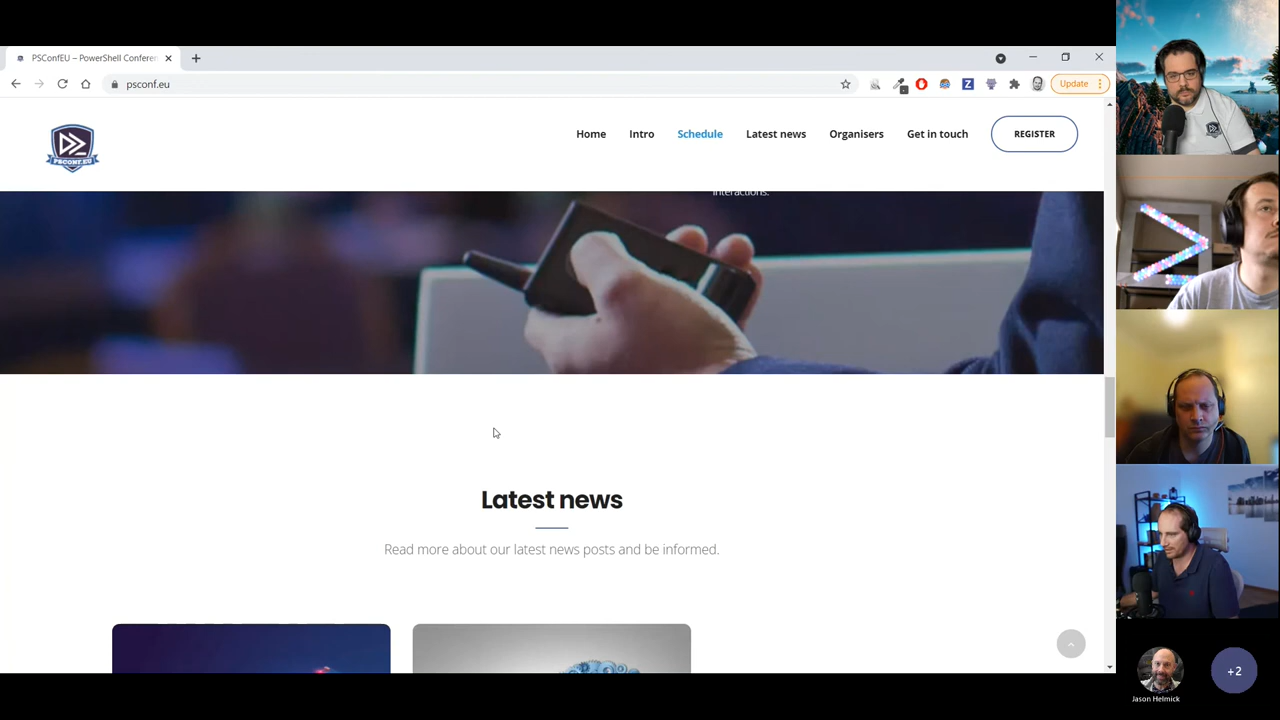 PSConfEU – PowerShell Conferen
psconf.eu
Update
PSCONF.EU
Home
Intro
Schedule
Latest news
Organisers
Get in touch
REGISTER
interactions.
Latest news
Read more about our latest news posts and be informed.
Jason Helmick
+2